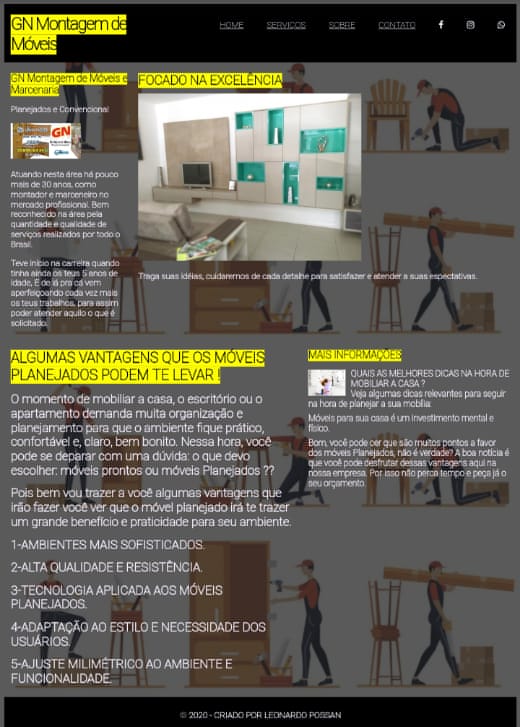 GN Montagem de
Móveis
HOME SERVIÇOS SOBRE CONTATO
GN Montagem de Móveis e
Marcenaria
Planejados e Convencional
GN
Atuando nesta área há pouco
mais de 30 anos, como
montador e marceneiro no
mercado profissional. Bem
reconhecido na área pela
quantidade e qualidade de
serviços realizados por todo o
Brasil.
Teve início na carreira quando
tinha ainda os teus 5 anos de
idade, E de lá pra cá vem
aperfeiçoando cada vez mais
os teus trabalhos, para assim
poder atender aquilo o que é
solicitado.
FOCADO NA EXCELÊNCIA
Traga suas idéias, cuidaremos de cada detalhe para satisfazer e atender a suas espectativas.
ALGUMAS VANTAGENS QUE OS MÓVEIS
PLANEJADOS PODEM TE LEVAR !
O momento de mobiliar a casa, o escritório ou o
apartamento demanda muita organização e
planejamento para que o ambiente fique prático,
confortável e, claro, bem bonito. Nessa hora, você
pode se deparar com uma dúvida: o que devo
escolher: móveis prontos ou móveis Planejados ??
Pois bem vou trazer a você algumas vantagens que
irão fazer você ver que o móvel planejado irá te trazer
um grande benefício e praticidade para seu ambiente.
1-AMBIENTES MAIS SOFISTICADOS.
2-ALTA QUALIDADE E RESISTÊNCIA.
3-TECNOLOGIA APLICADA AOS MÓVEIS
PLANEJADOS.
4-ADAPTAÇÃO AO ESTILO E NECESSIDADE DOS
USUÁRIOS.
5-AJUSTE MILIMÉTRICO AO AMBIENTE E
FUNCIONALIDADE.
MAIS INFORMAÇÕES
QUAIS AS MELHORES DICAS NA HORA DE
MOBILIAR A CASA ?
Veja algumas dicas relevantes para seguir
na hora de planejar a sua mobília:
Móveis para sua casa é um investimento mental e
físico.
Bom, você pode cer que são muitos pontos a favor
dos móveis Planejados, não é verdade? A boa notícia é
que você pode desfrutar dessas vantagens aqui na
nossa empresa. Por isso não perca tempo e peça já o
seu orçamento.
© 2020 - CRIADO POR LEONARDO POSSAN